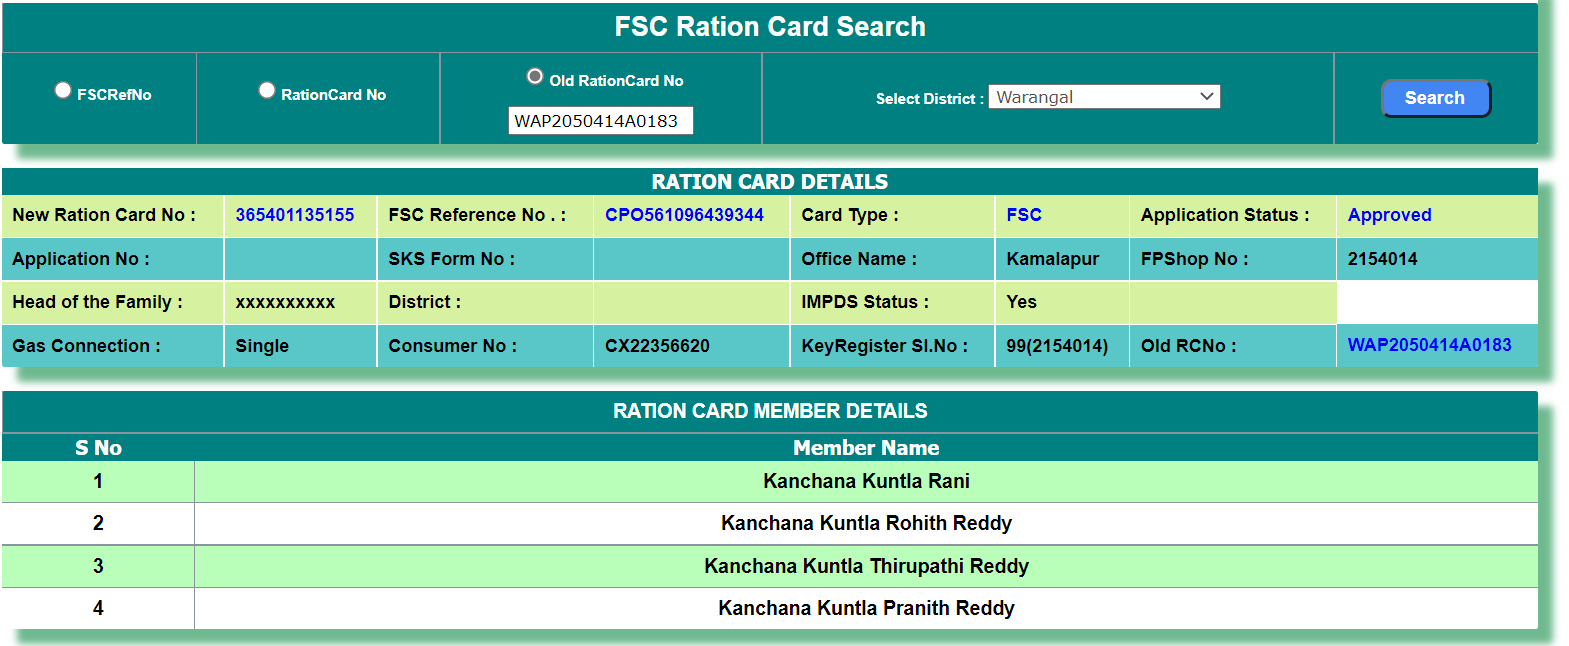 FSC Ration Card Search
FSCRefNo
RationCard No
Old RationCard No
WAP2050414A0183
Select District : Warangal
Search
RATION CARD DETAILS
New Ration Card No : 365401135155 FSC Reference No . : CPO561096439344 Card Type : FSC Application Status : Approved
Application No : SKS Form No : Office Name : Kamalapur FPShop No : 2154014
Head of the Family : xxxxxxxxxx District : IMPDS Status : Yes
Gas Connection : Single Consumer No : CX22356620 KeyRegister Sl.No : 99(2154014) Old RCNo : WAP2050414A0183
RATION CARD MEMBER DETAILS
S No Member Name
1 Kanchana Kuntla Rani
2 Kanchana Kuntla Rohith Reddy
3 Kanchana Kuntla Thirupathi Reddy
4 Kanchana Kuntla Pranith Reddy